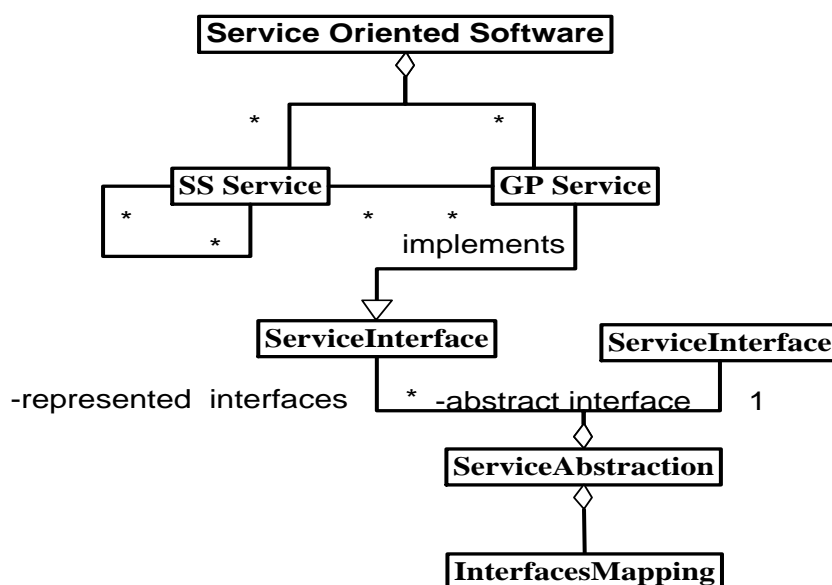 Service Oriented Software
* *
SS Service GP Service
* * * *
implements
ServiceInterface ServiceInterface
-represented interfaces * -abstract interface 1
ServiceAbstraction
InterfacesMapping